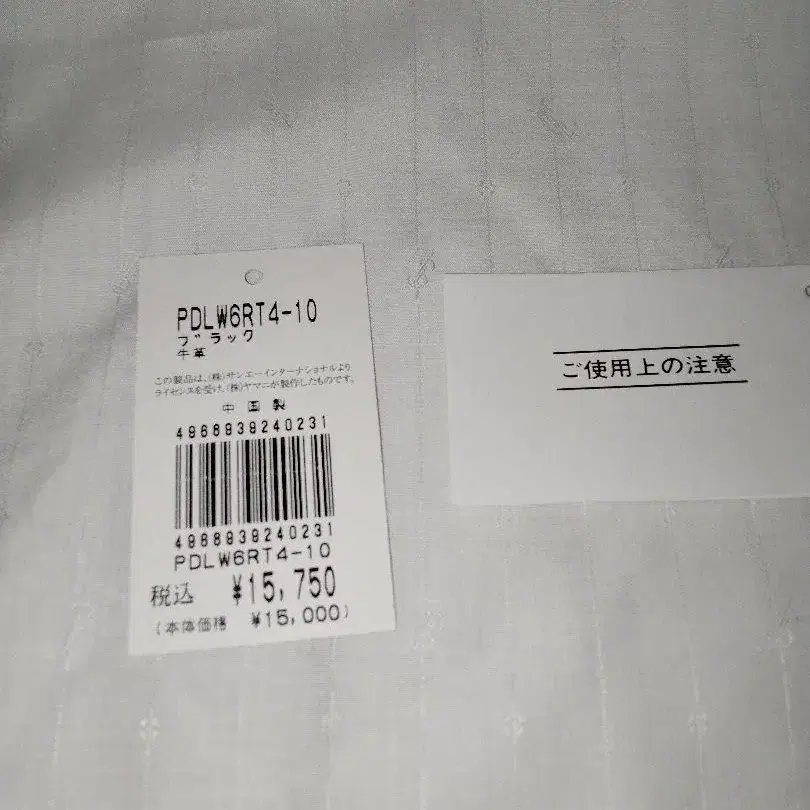 PDLW6RT4-10
ブラック
牛革
この製品は、(株)サンエーインターナショナルより
ライセンスを受け、(株)ヤマニが製作したものです。
中国製
4968939240231
4968939240231
PDLW6RT4-10
税込 ¥15,750
(本体価格 ¥15,000)
ご使用上の注意